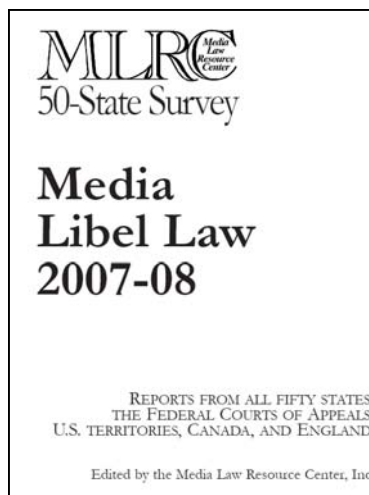 MLRC
Media
Law
Resource
Center
50-State Survey
Media
Libel Law
2007-08
REPORTS FROM ALL FIFTY STATES
THE FEDERAL COURTS OF APPEALS
U.S. TERRITORIES, CANADA, AND ENGLAND
Edited by the Media Law Resource Center, Inc